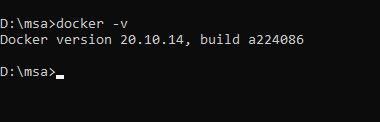 D:\msa>docker -v
Docker version 20.10.14, build a224086
D:\msa>